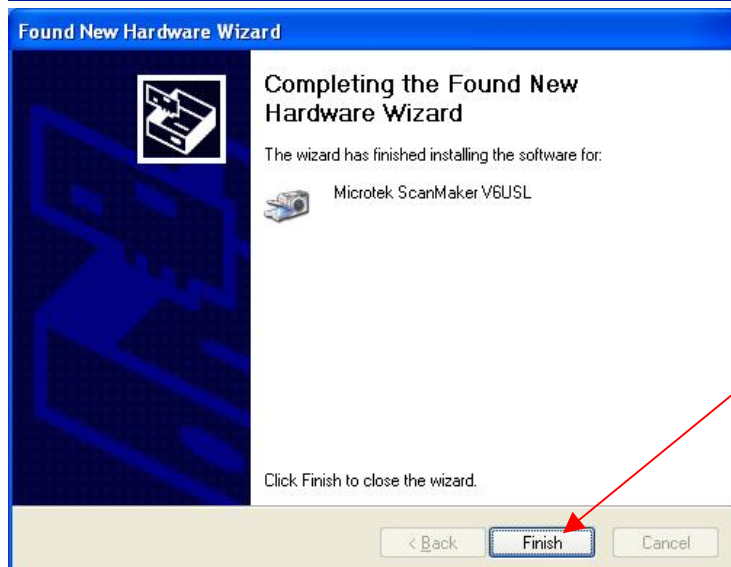 Found New Hardware Wizard
Completing the Found New
Hardware Wizard
The wizard has finished installing the software for:
Microtek ScanMaker V6USL
Click Finish to close the wizard.
< Back
Finish
Cancel